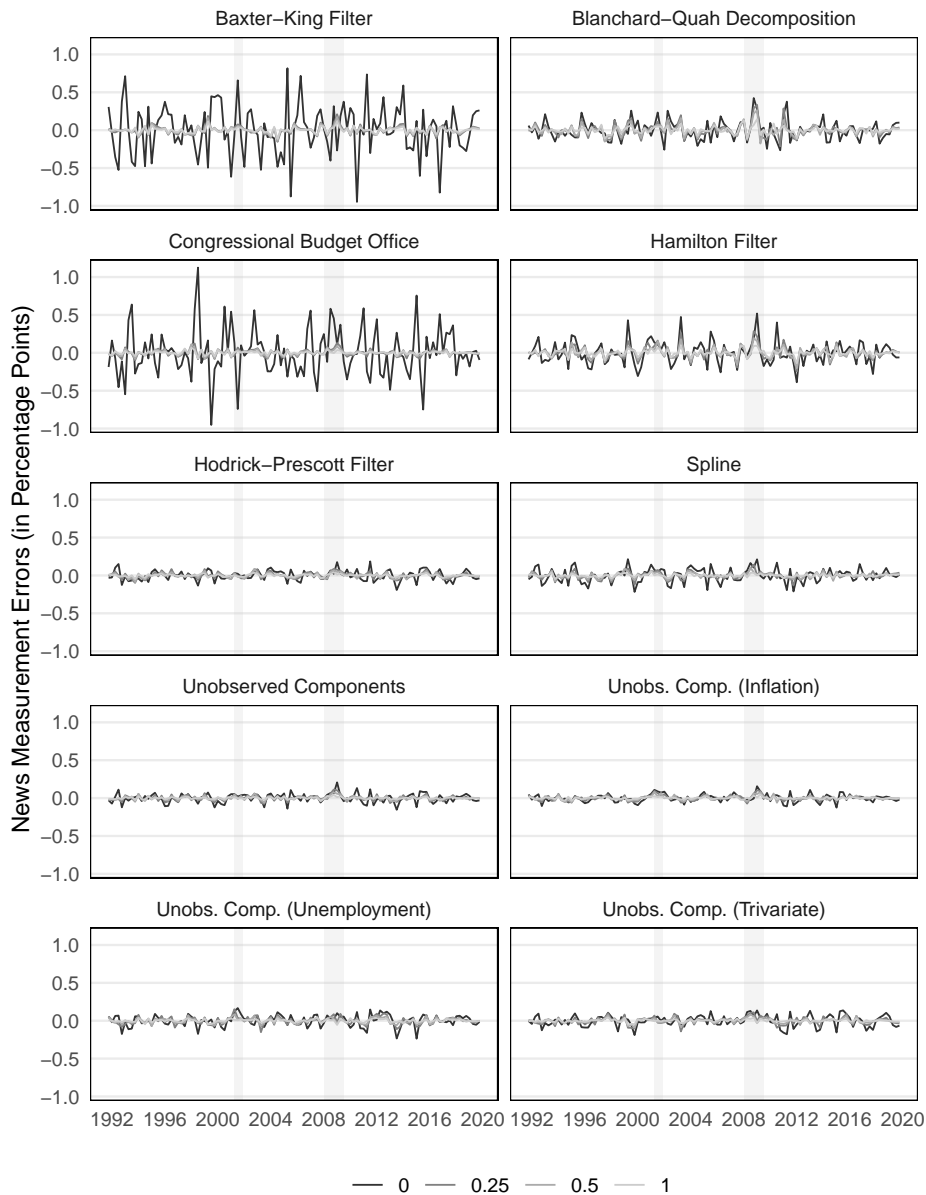 Baxter−King Filter
Blanchard−Quah Decomposition
1.0
0.5
0.0
−0.5
−1.0
Congressional Budget Office
Hamilton Filter
1.0
0.5
0.0
−0.5
−1.0
Hodrick−Prescott Filter
Spline
1.0
0.5
0.0
−0.5
−1.0
Unobserved Components
Unobs. Comp. (Inflation)
1.0
0.5
0.0
−0.5
−1.0
Unobs. Comp. (Unemployment)
Unobs. Comp. (Trivariate)
1.0
0.5
0.0
−0.5
−1.0
News Measurement Errors (in Percentage Points)
1992 1996 2000 2004 2008 2012 2016 2020
1992 1996 2000 2004 2008 2012 2016 2020
0 0.25 0.5 1